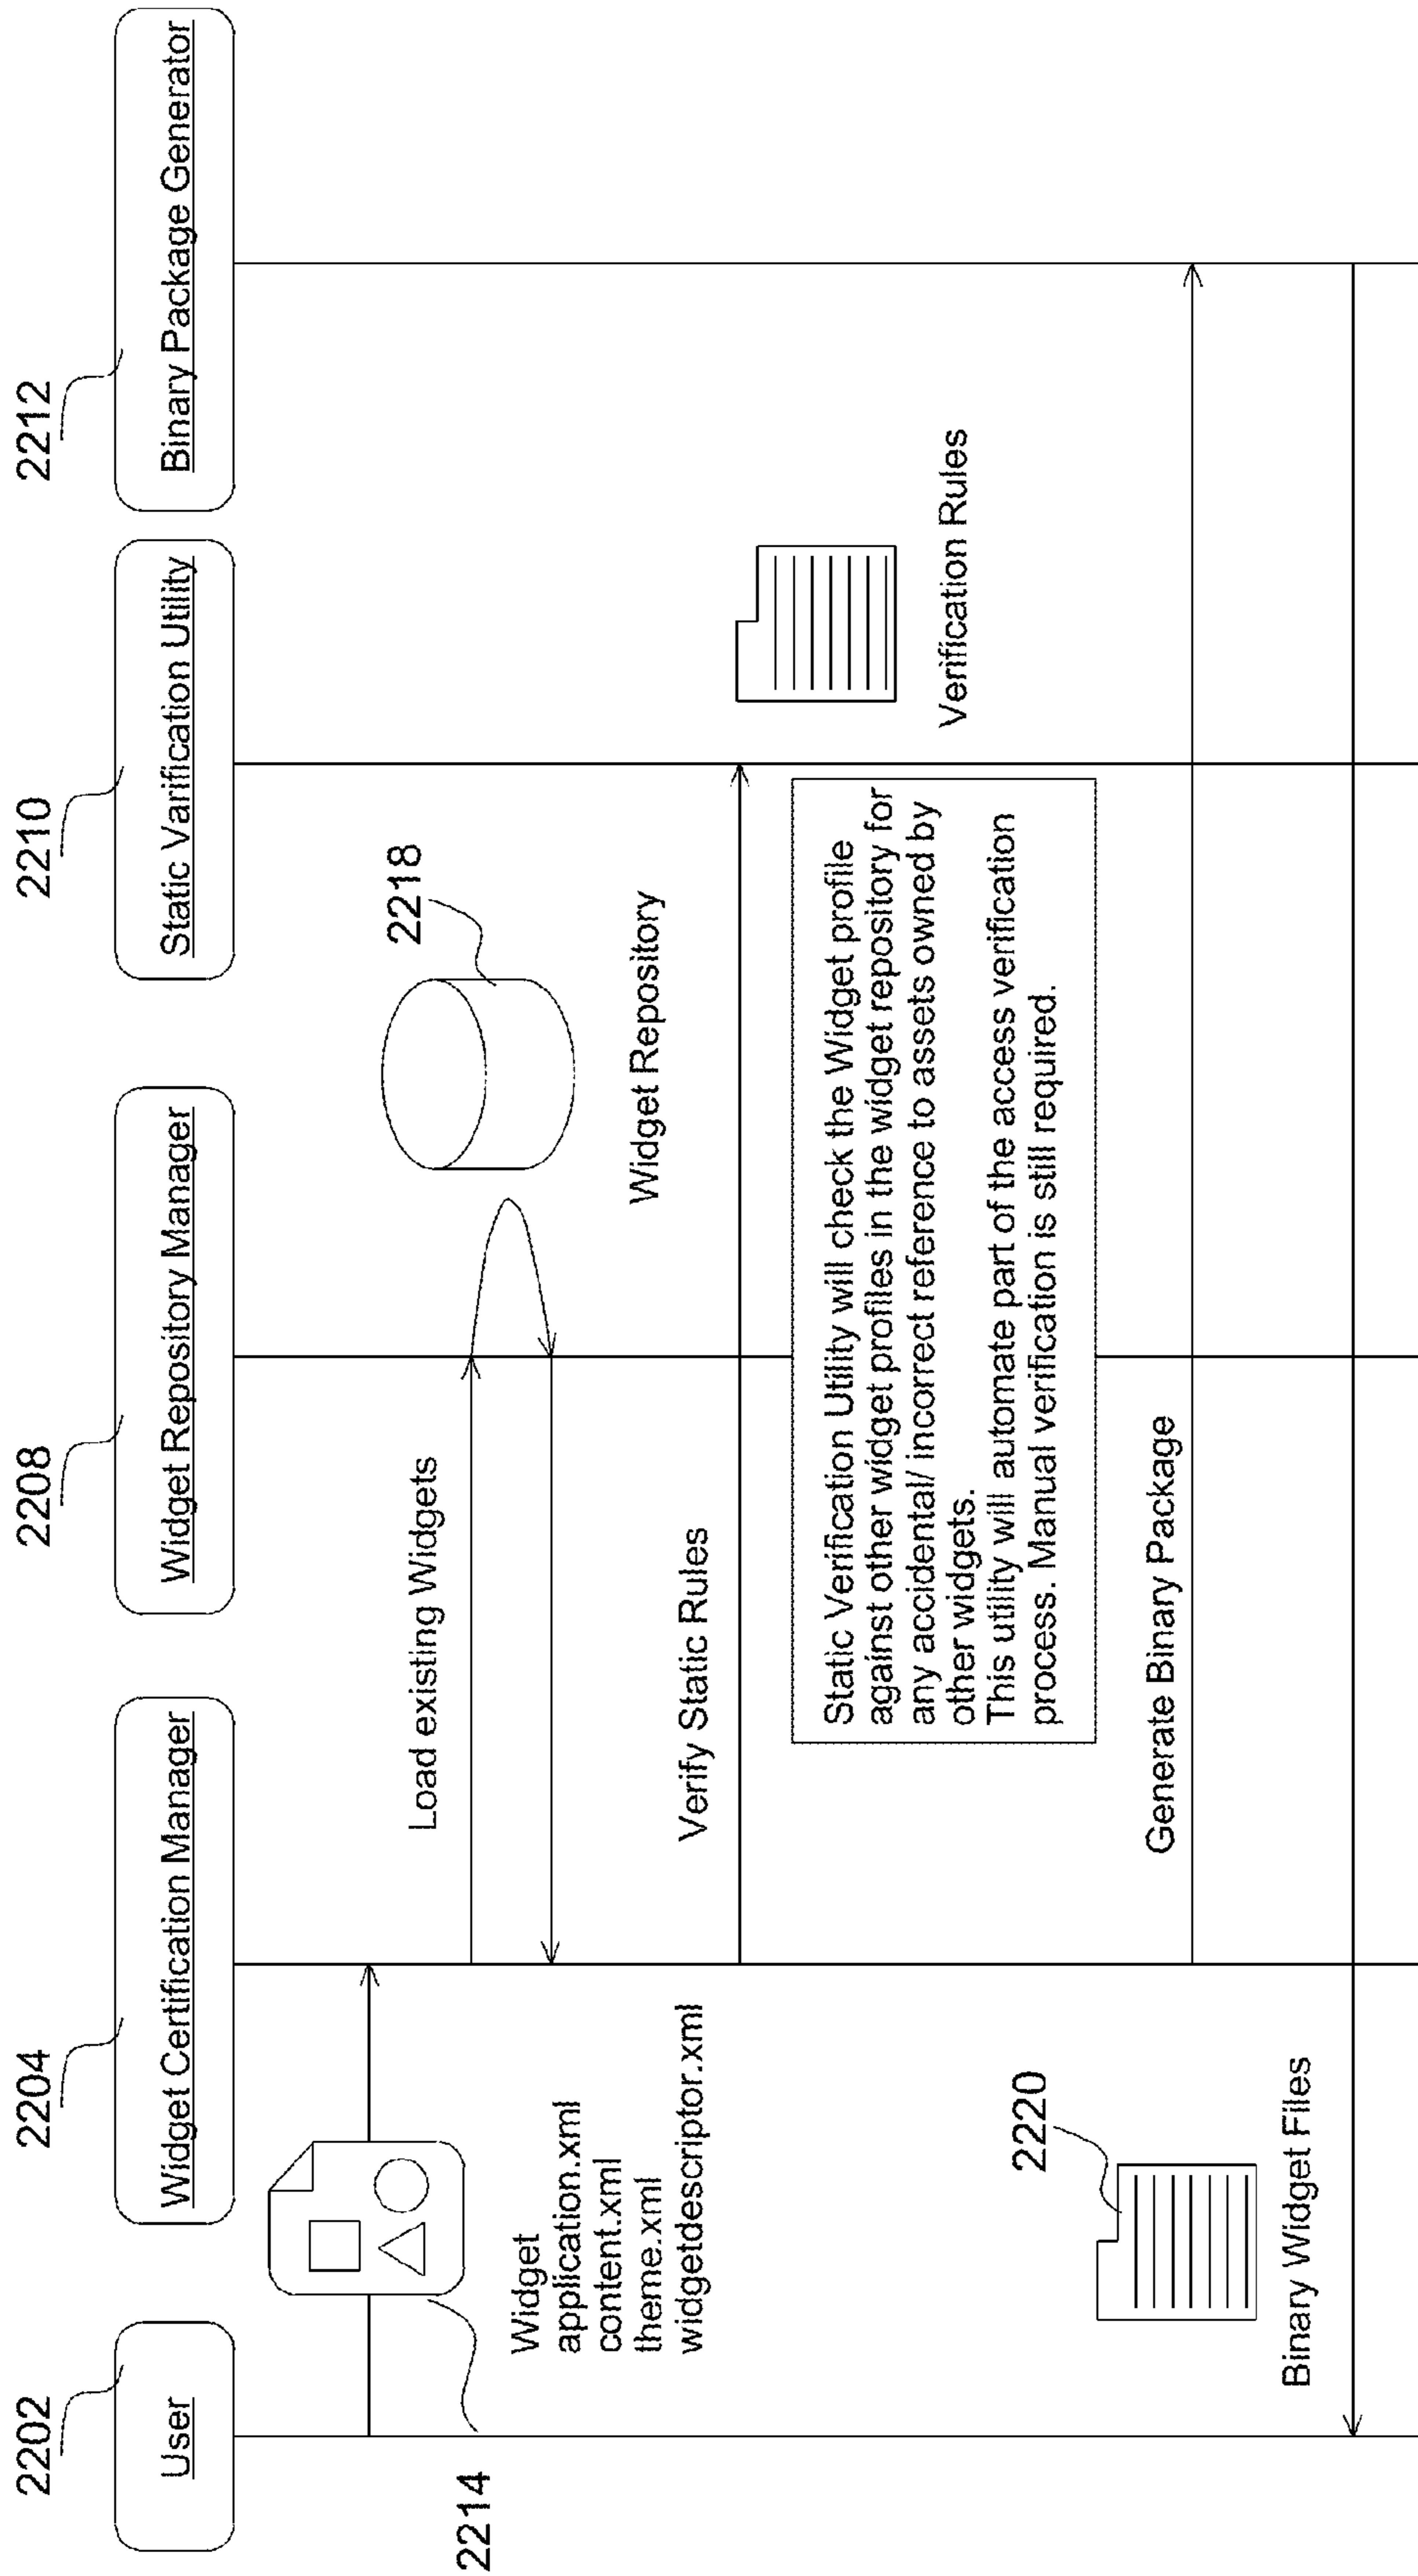 2202
2204
2208
2210
2212
User
Widget Certification Manager
Widget Repository Manager
Static Varification Utility
Binary Package Generator
2214
Widget
application.xml
content.xml
theme.xml
widgetdescriptor.xml
Load existing Widgets
2218
Widget Repository
Verify Static Rules
Verification Rules
Static Verification Utility will check the Widget profile
against other widget profiles in the widget repository for
any accidental/ incorrect reference to assets owned by
other widgets.
This utility will automate part of the access verification
process. Manual verification is still required.
2220
Generate Binary Package
Binary Widget Files